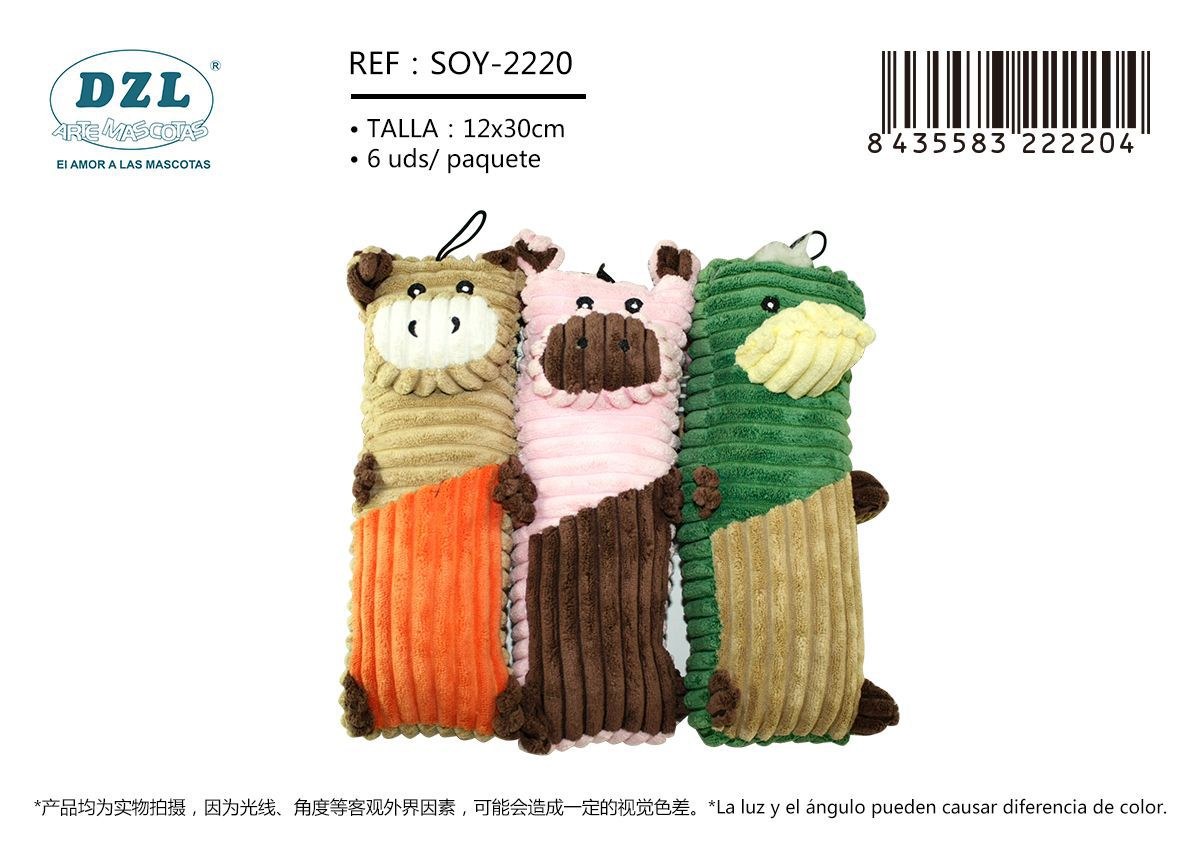 DZL®
ARTE MASCOTAS
El AMOR A LAS MASCOTAS
REF : SOY-2220
• TALLA : 12x30cm
• 6 uds/ paquete
8 435583 222204
*产品均为实物拍摄，因为光线、角度等客观外界因素，可能会造成一定的视觉色差。*La luz y el ángulo pueden causar diferencia de color.